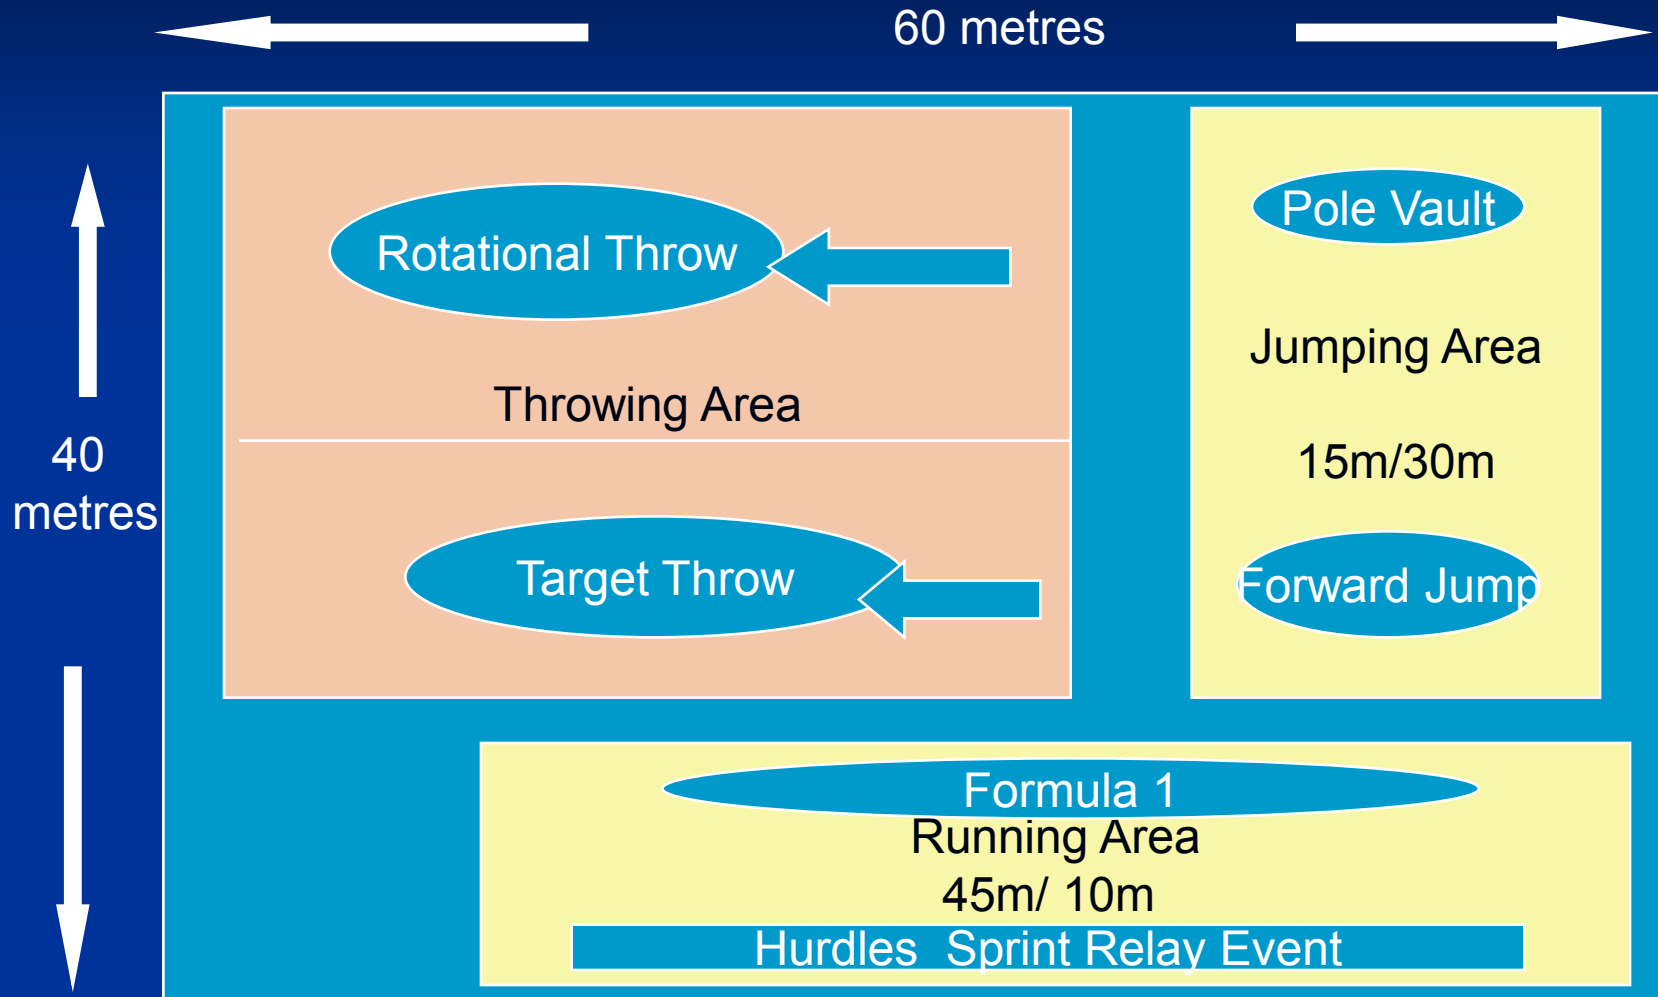 60 metres
40
metres
Rotational Throw
Throwing Area
Target Throw
Pole Vault
Jumping Area
15m/30m
Forward Jump
Formula 1
Running Area
45m/ 10m
Hurdles  Sprint Relay Event